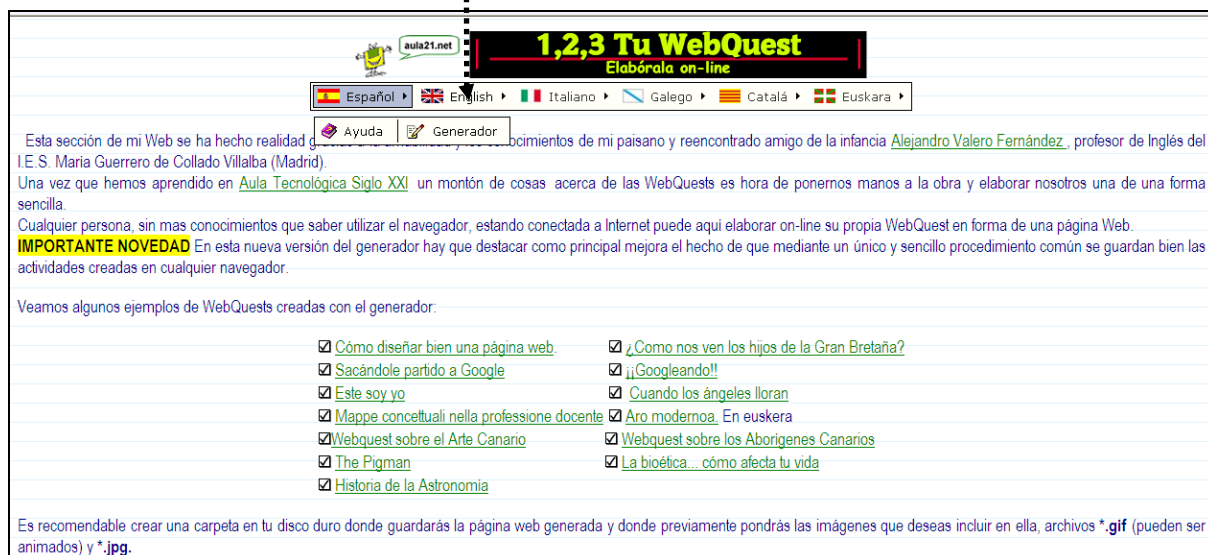 aula21.net
1,2,3 Tu WebQuest
Elabórala on-line
Español English Italiano Galego Catalá Euskara
Ayuda Generador
Esta sección de mi Web se ha hecho realidad conocimientos de mi paisano y reencontrado amigo de la infancia Alejandro Valero Fernández , profesor de Inglés del
I.E.S. María Guerrero de Collado Villalba (Madrid).
Una vez que hemos aprendido en Aula Tecnológica Siglo XXI un montón de cosas acerca de las WebQuests es hora de ponernos manos a la obra y elaborar nosotros una de una forma
sencilla.
Cualquier persona, sin mas conocimientos que saber utilizar el navegador, estando conectada a Internet puede aquí elaborar on-line su propia WebQuest en forma de una página Web.
IMPORTANTE NOVEDAD En esta nueva versión del generador hay que destacar como principal mejora el hecho de que mediante un único y sencillo procedimiento común se guardan bien las
actividades creadas en cualquier navegador.
Veamos algunos ejemplos de WebQuests creadas con el generador:
Cómo diseñar bien una página web. ¿Como nos ven los hijos de la Gran Bretaña?
Sacándole partido a Google ¡¡Googleando!!
Este soy yo Cuando los ángeles lloran
Mappe concettuali nella professione docente Aro modernoa. En euskera
Webquest sobre el Arte Canario Webquest sobre los Aborigenes Canarios
The Pigman La bioética... cómo afecta tu vida
Historia de la Astronomía
Es recomendable crear una carpeta en tu disco duro donde guardarás la página web generada y donde previamente pondrás las imágenes que deseas incluir en ella, archivos *.gif (pueden ser
animados) y *.jpg.